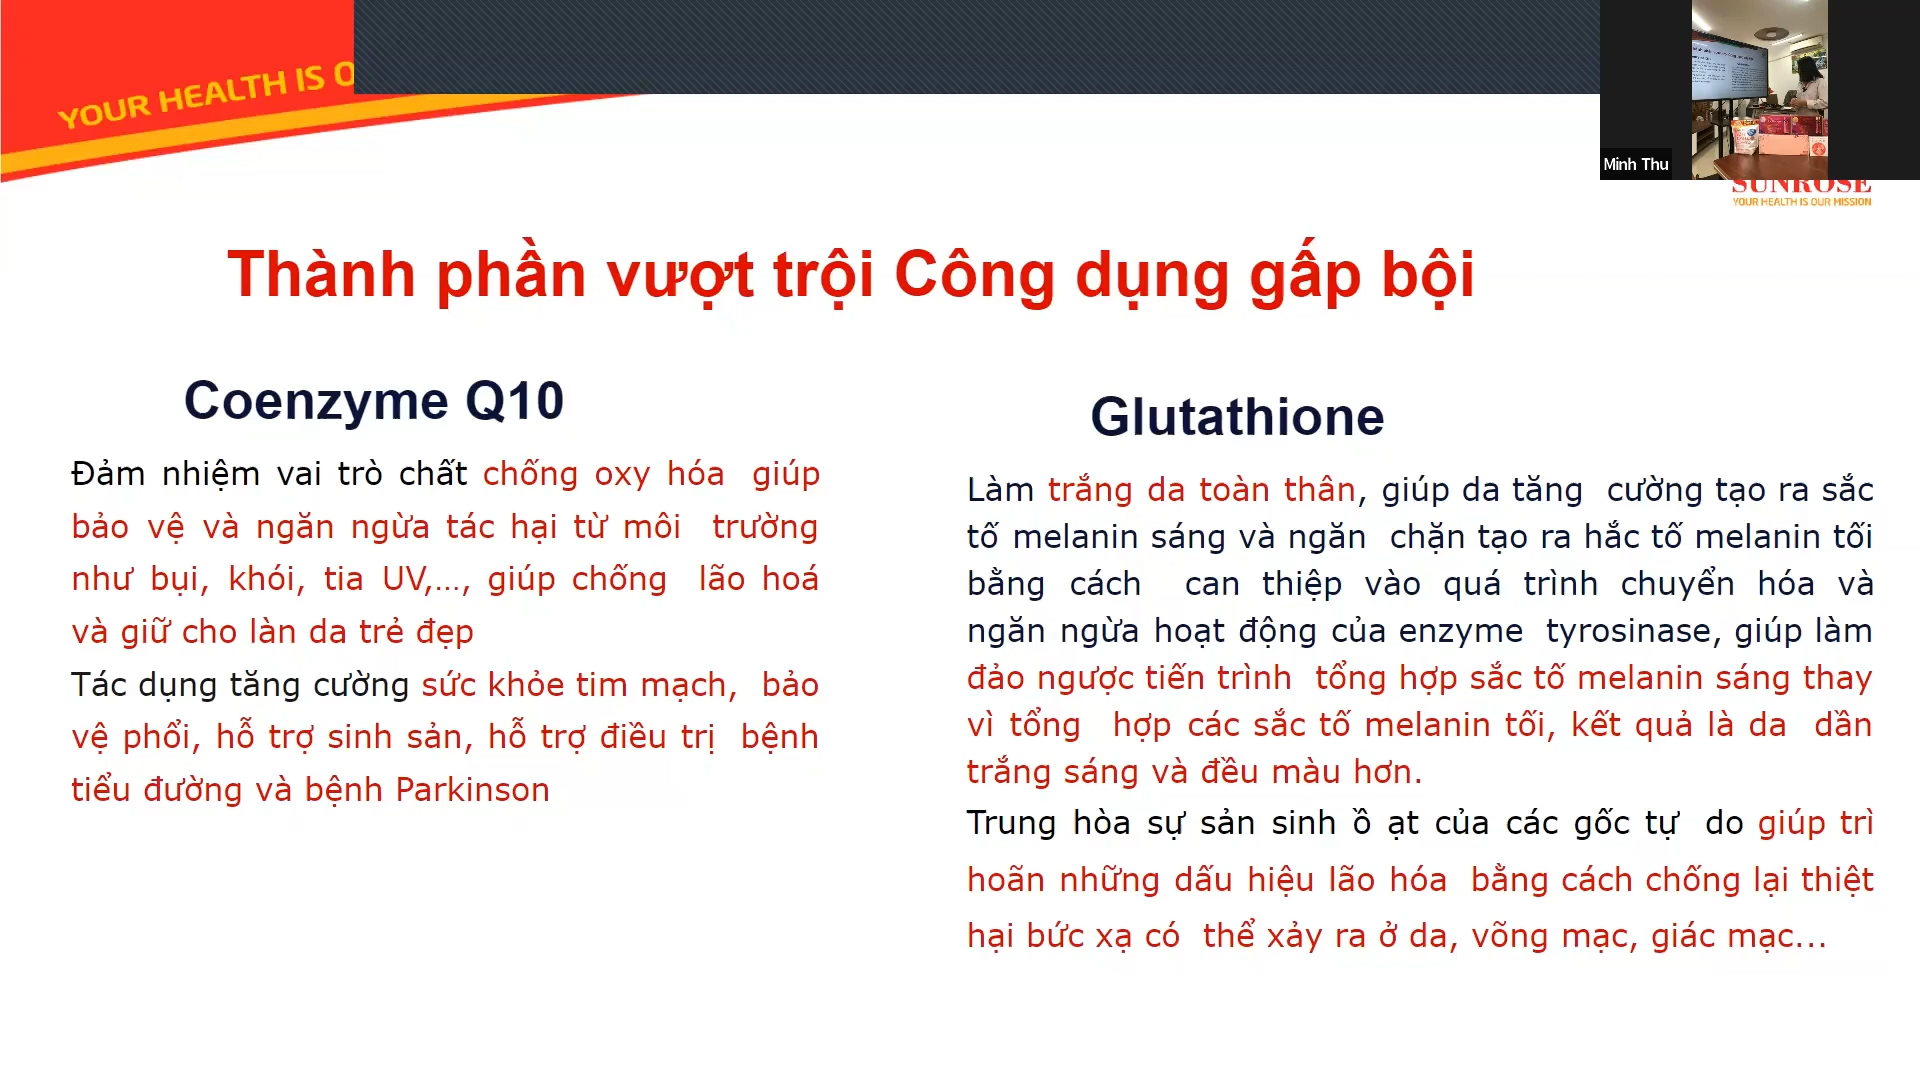 YOUR HEALTH IS O
Minh Thu
SUNROSE
YOUR HEALTH IS OUR MISSION
Thành phần vượt trội Công dụng gấp bội
Coenzyme Q10
Đảm nhiệm vai trò chất chống oxy hóa giúp
bảo vệ và ngăn ngừa tác hại từ môi trường
như bụi, khói, tia UV,..., giúp chống lão hoá
và giữ cho làn da trẻ đẹp
Tác dụng tăng cường sức khỏe tim mạch, bảo
vệ phổi, hỗ trợ sinh sản, hỗ trợ điều trị bệnh
tiểu đường và bệnh Parkinson
Glutathione
Làm trắng da toàn thân, giúp da tăng cường tạo ra sắc
tố melanin sáng và ngăn chặn tạo ra hắc tố melanin tối
bằng cách can thiệp vào quá trình chuyển hóa và
ngăn ngừa hoạt động của enzyme tyrosinase, giúp làm
đảo ngược tiến trình tổng hợp sắc tố melanin sáng thay
vì tổng hợp các sắc tố melanin tối, kết quả là da dần
trắng sáng và đều màu hơn.
Trung hòa sự sản sinh ồ ạt của các gốc tự do giúp trì
hoãn những dấu hiệu lão hóa bằng cách chống lại thiệt
hại bức xạ có thể xảy ra ở da, võng mạc, giác mạc...